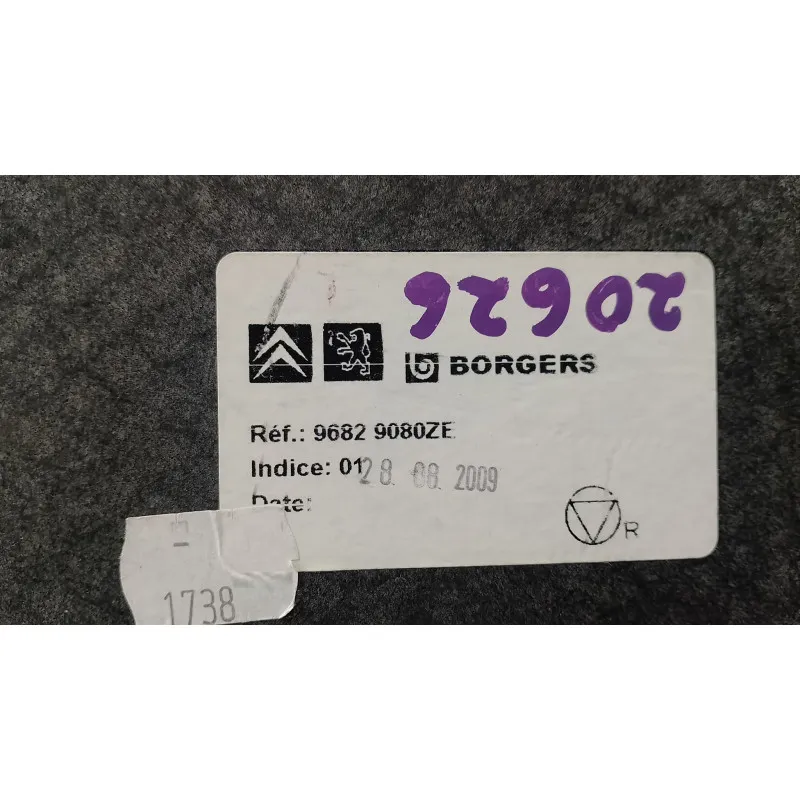 20626
BORGERS
Réf.: 9682 9080ZE
Indice: 01
28. 08. 2009
Date:
R
1738